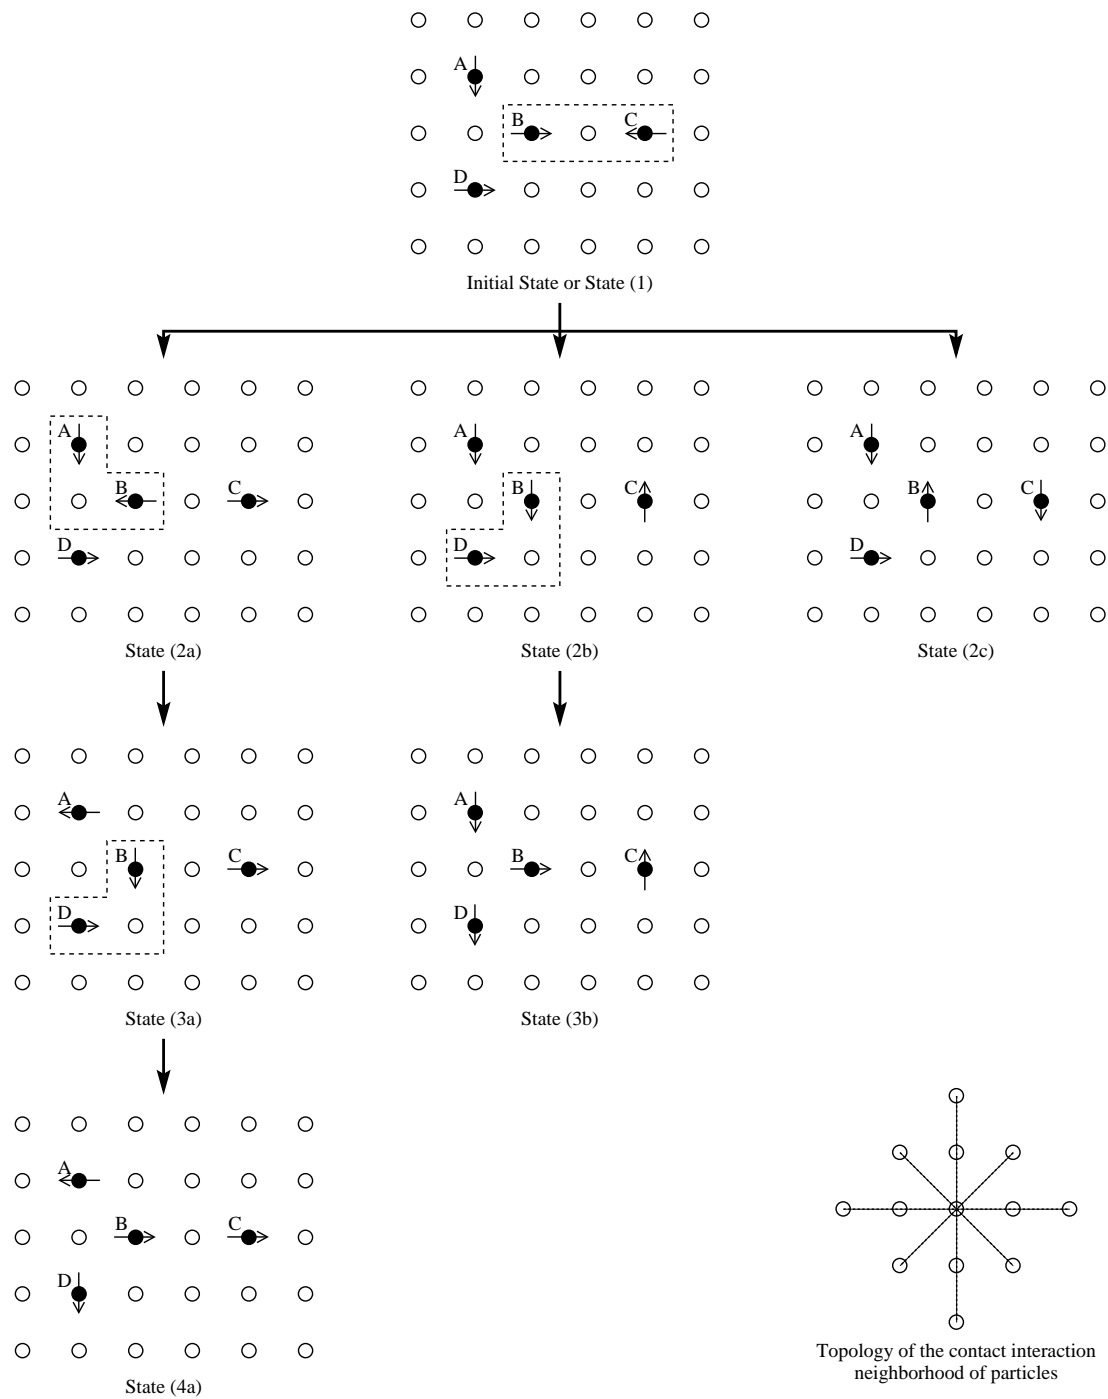 A
B
C
D
Initial State or State (1)
A
B
C
D
State (2a)
A
B
C
D
State (2b)
A
B
C
D
State (2c)
A
B
C
D
State (3a)
A
B
C
D
State (3b)
A
B
C
D
State (4a)
Topology of the contact interaction
neighborhood of particles